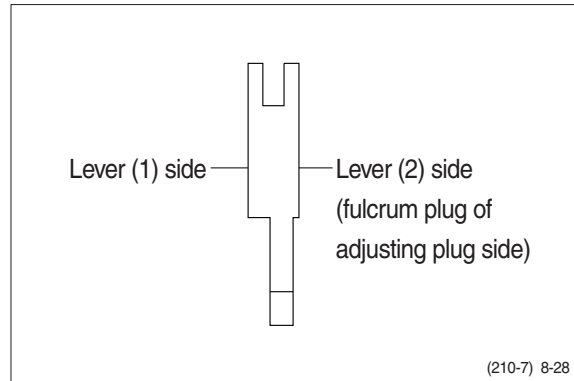 Lever (1) side
Lever (2) side
(fulcrum plug of
adjusting plug side)
(210-7) 8-28